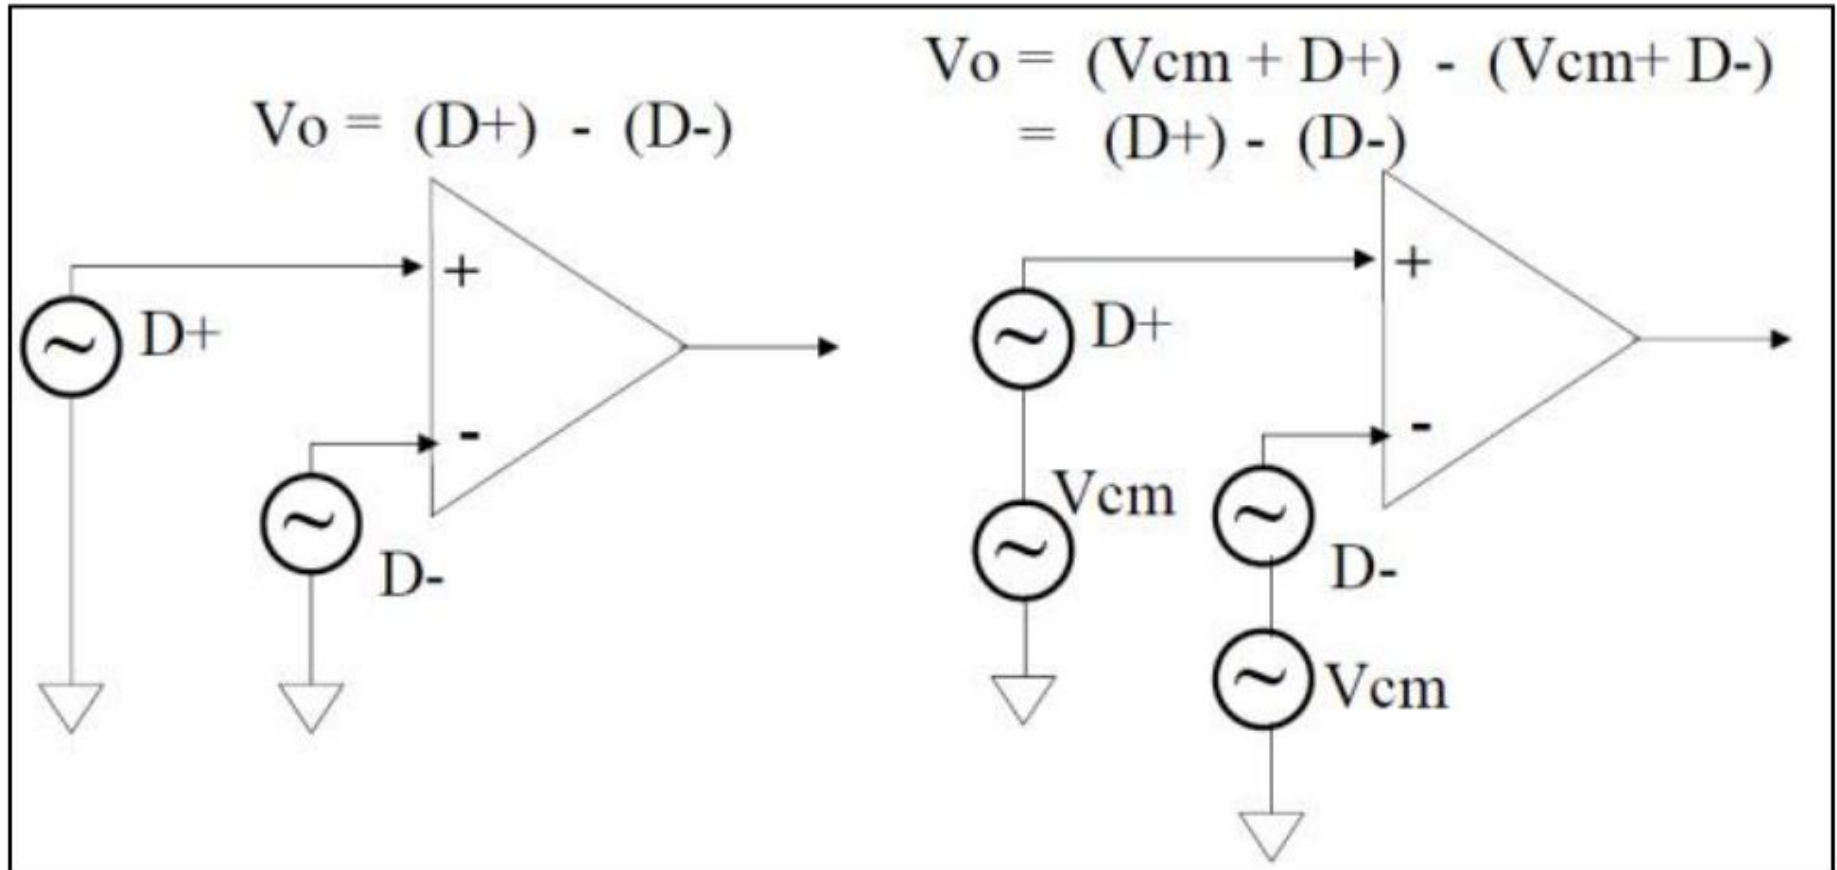 Vo = (D+) - (D-)
+
D+
-
D-
Vo = (Vcm + D+) - (Vcm+ D-)
= (D+) - (D-)
+
D+
-
Vcm
D-
Vcm